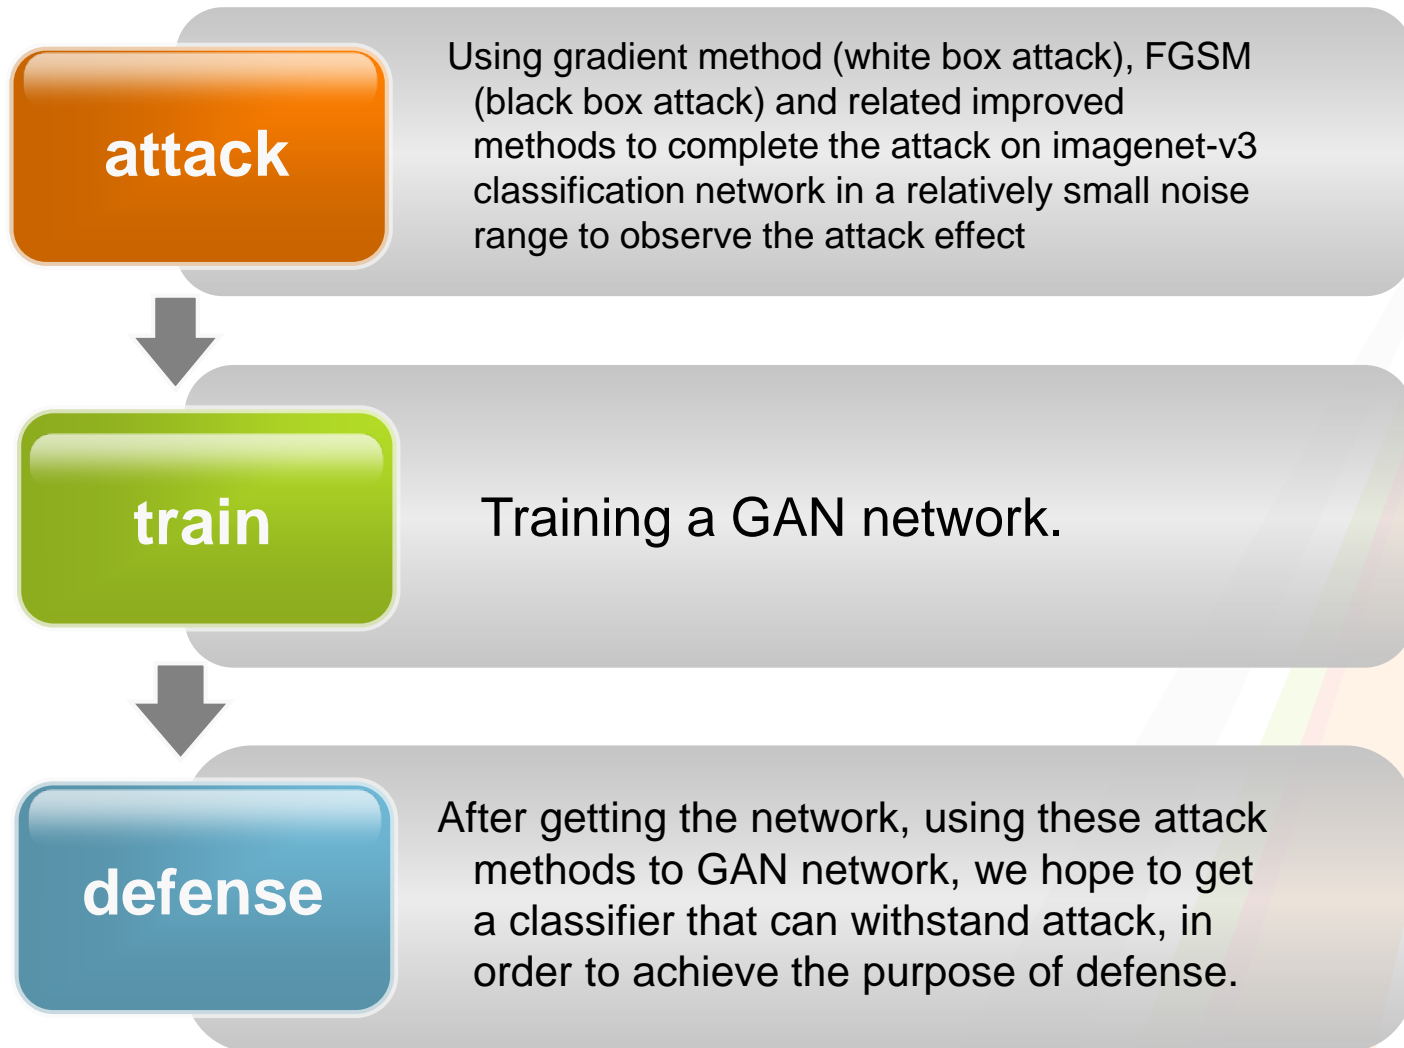 attack
Using gradient method (white box attack), FGSM
(black box attack) and related improved
methods to complete the attack on imagenet-v3
classification network in a relatively small noise
range to observe the attack effect
train
Training a GAN network.
defense
After getting the network, using these attack
methods to GAN network, we hope to get
a classifier that can withstand attack, in
order to achieve the purpose of defense.